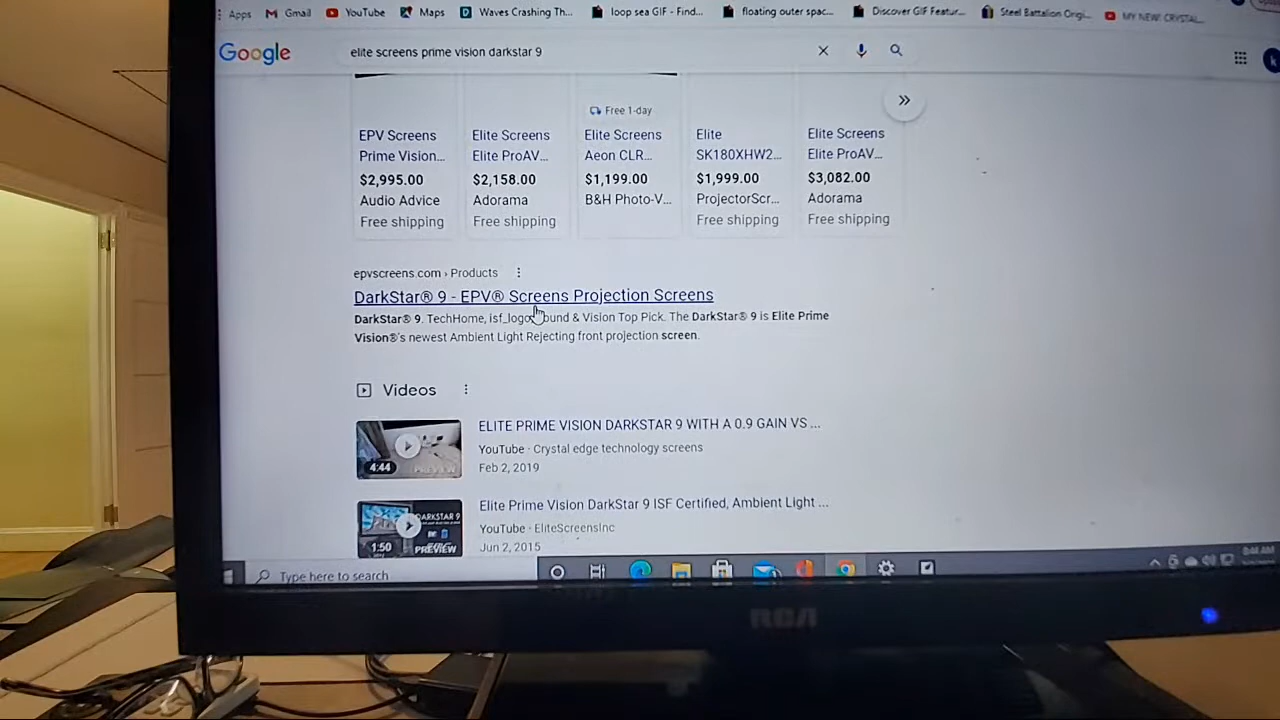 Apps Gmail YouTube Maps Waves Crashing Th... loop sea GIF - Find... floating outer spac... Discover GIF Featur... Steel Battalion Origi... MY NEW CRYSTAL...
Google elite screens prime vision darkstar 9
Free 1-day
EPV Screens Elite Screens Elite Screens Elite Elite Screens
Prime Vision... Elite ProAV... Aeon CLR... SK180XHW2... Elite ProAV...
$2,995.00 $2,158.00 $1,199.00 $1,999.00 $3,082.00
Audio Advice Adorama B&H Photo-V... ProjectorScr... Adorama
Free shipping Free shipping Free shipping Free shipping
epvscreens.com › Products
DarkStar® 9 - EPV® Screens Projection Screens
DarkStar® 9. TechHome, isf_logo, ound & Vision Top Pick. The DarkStar® 9 is Elite Prime
Vision®'s newest Ambient Light Rejecting front projection screen.
Videos
ELITE PRIME VISION DARKSTAR 9 WITH A 0.9 GAIN VS ...
YouTube · Crystal edge technology screens
4:44 PREVIEW Feb 2, 2019
Elite Prime Vision DarkStar 9 ISF Certified, Ambient Light ...
DARKSTAR 9
YouTube · EliteScreensInc
1:50 PREVIEW Jun 2, 2015
Type here to search
RCA